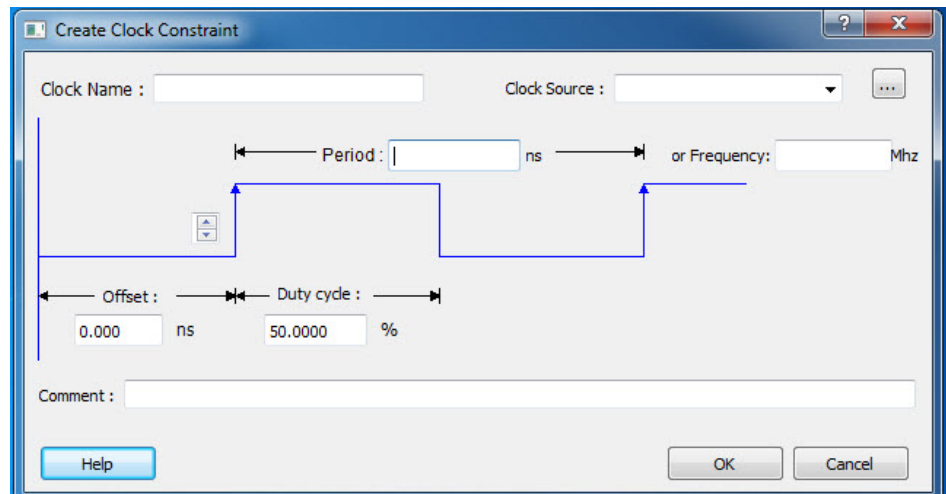 Create Clock Constraint ?
Clock Name : Clock Source : ...
Period : ns or Frequency: Mhz
Offset : Duty cycle :
0.000 ns 50.0000 %
Comment :
Help OK Cancel